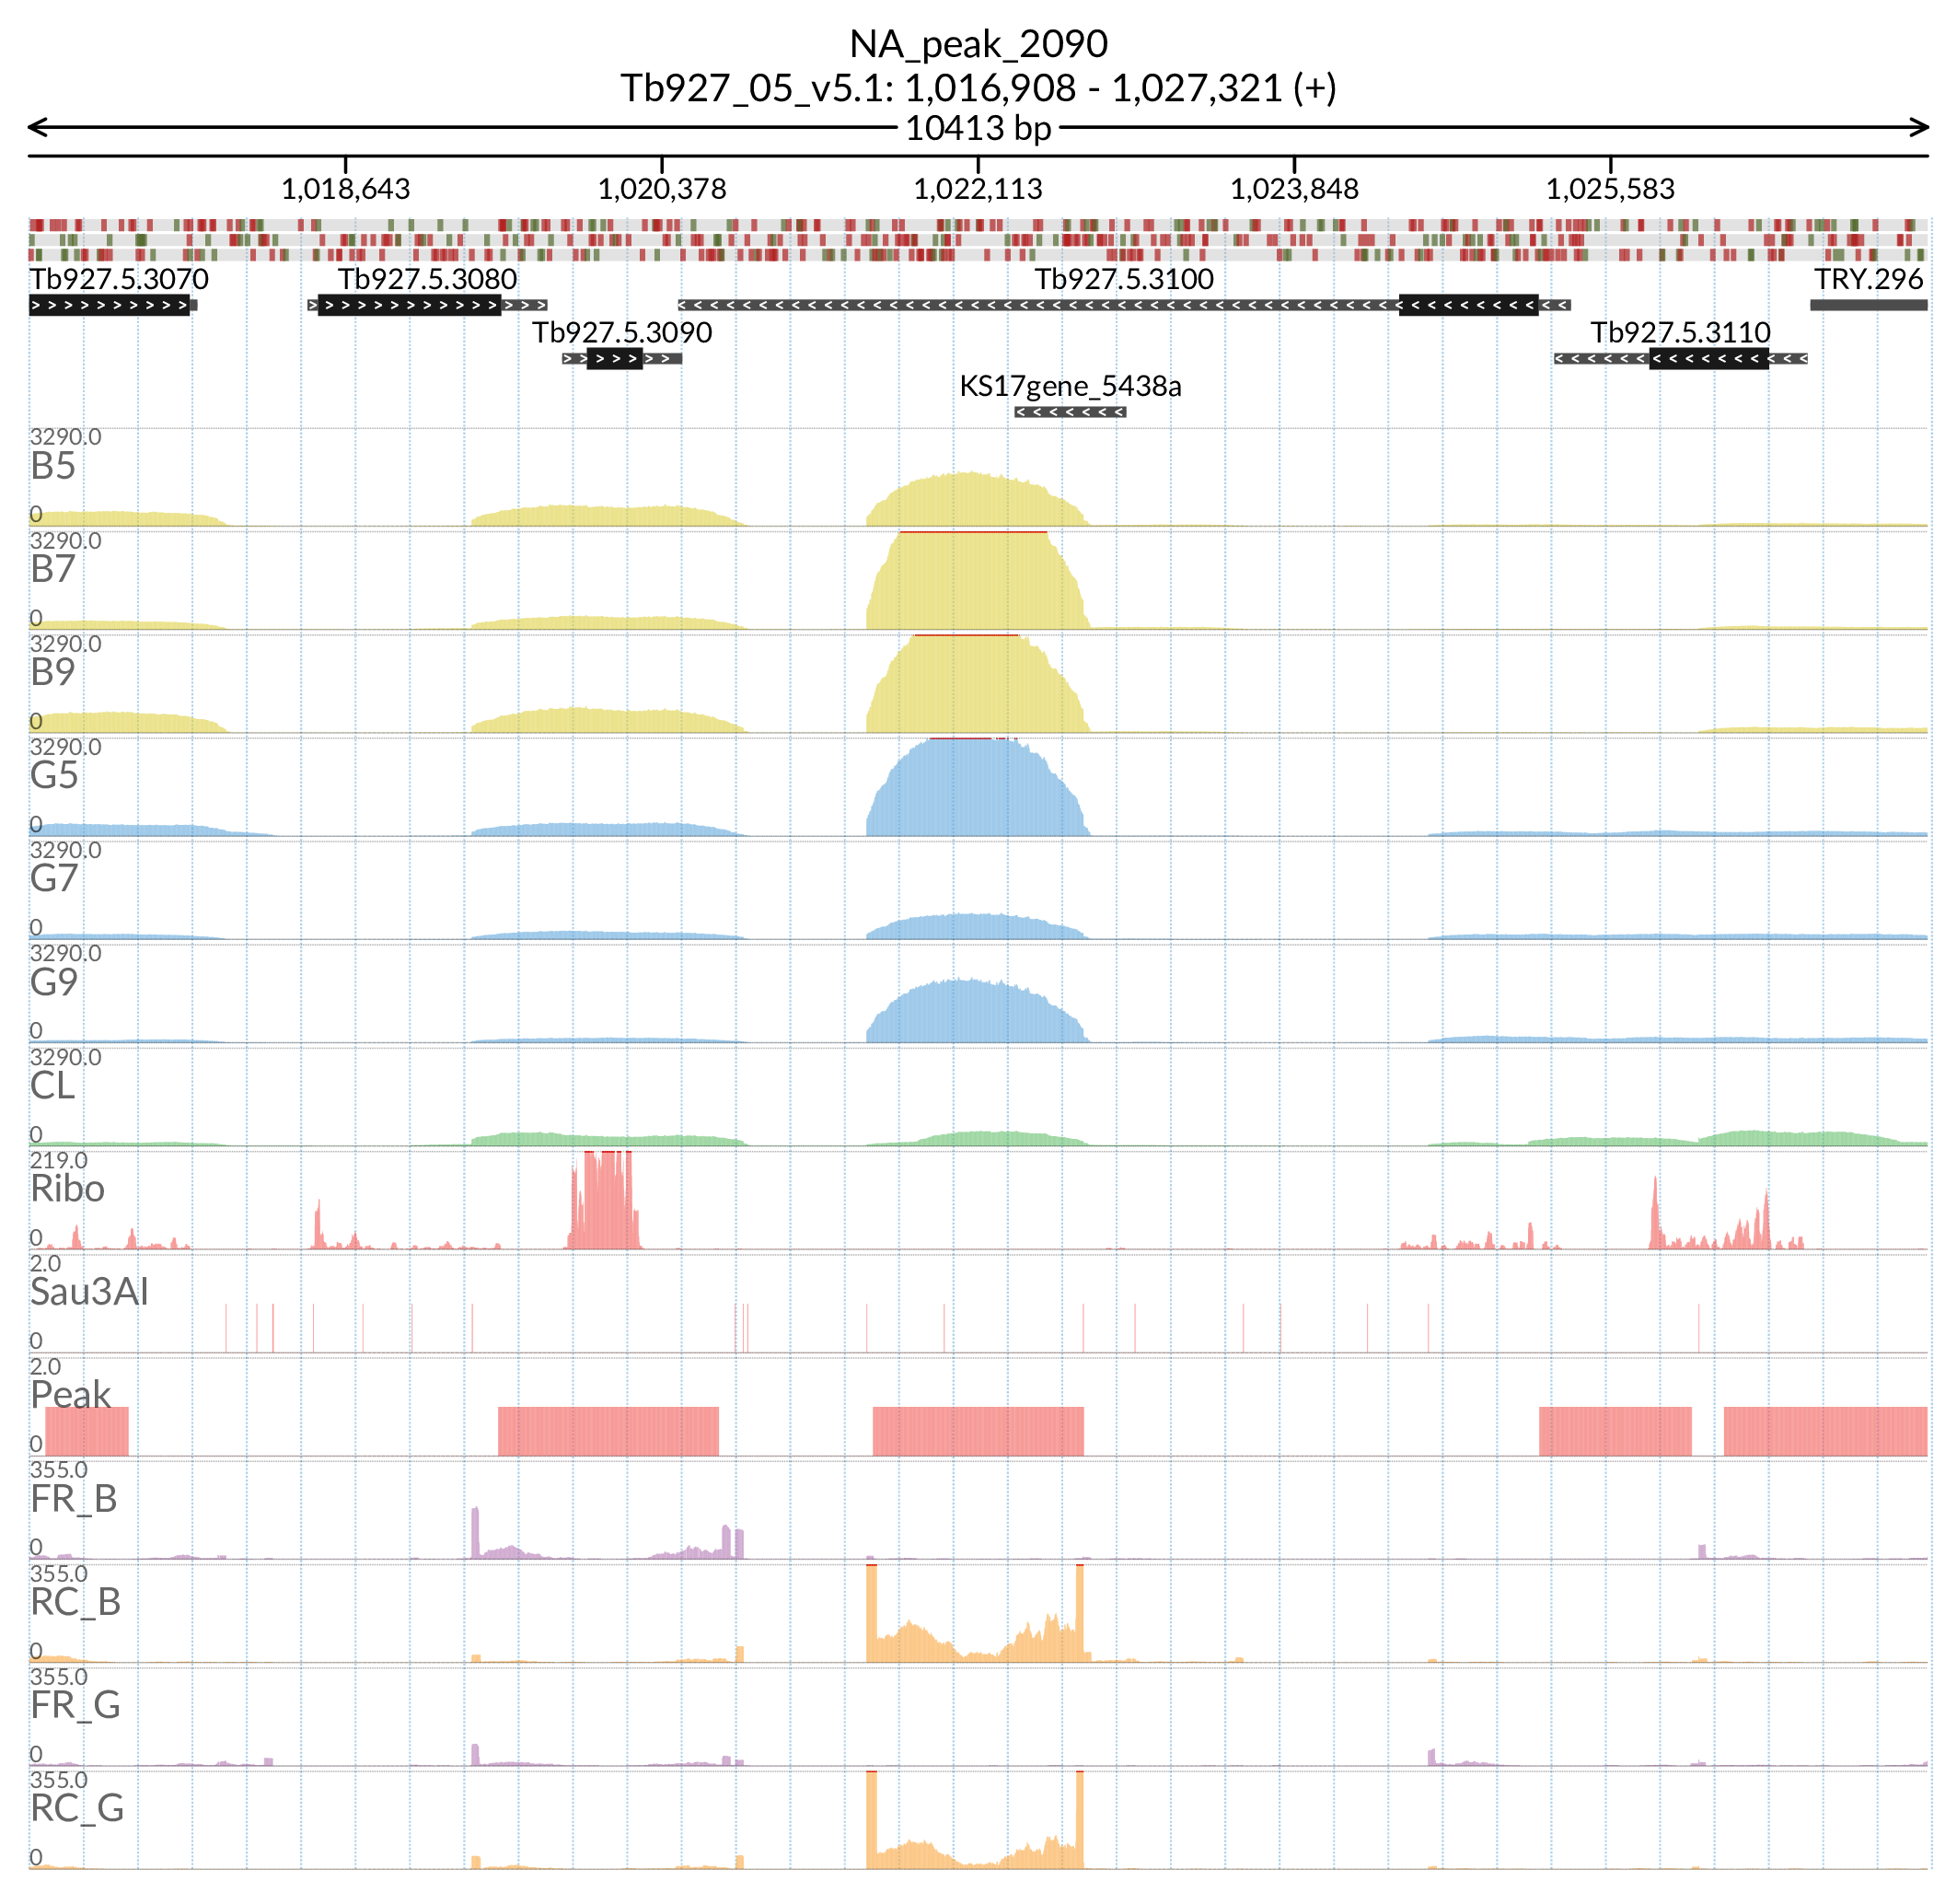 NA_peak_2090
Tb927_05_v5.1: 1,016,908 - 1,027,321 (+)
10413 bp
1,018,643 1,020,378 1,022,113 1,023,848 1,025,583
Tb927.5.3070 Tb927.5.3080 Tb927.5.3100 TRY.296
Tb927.5.3090 Tb927.5.3110
KS17gene_5438a
3290.0
B5
0
3290.0
B7
0
3290.0
B9
0
3290.0
G5
0
3290.0
G7
0
3290.0
G9
0
3290.0
CL
0
219.0
Ribo
0
2.0
Sau3AI
0
2.0
Peak
0
355.0
FR_B
0
355.0
RC_B
0
355.0
FR_G
0
355.0
RC_G
0